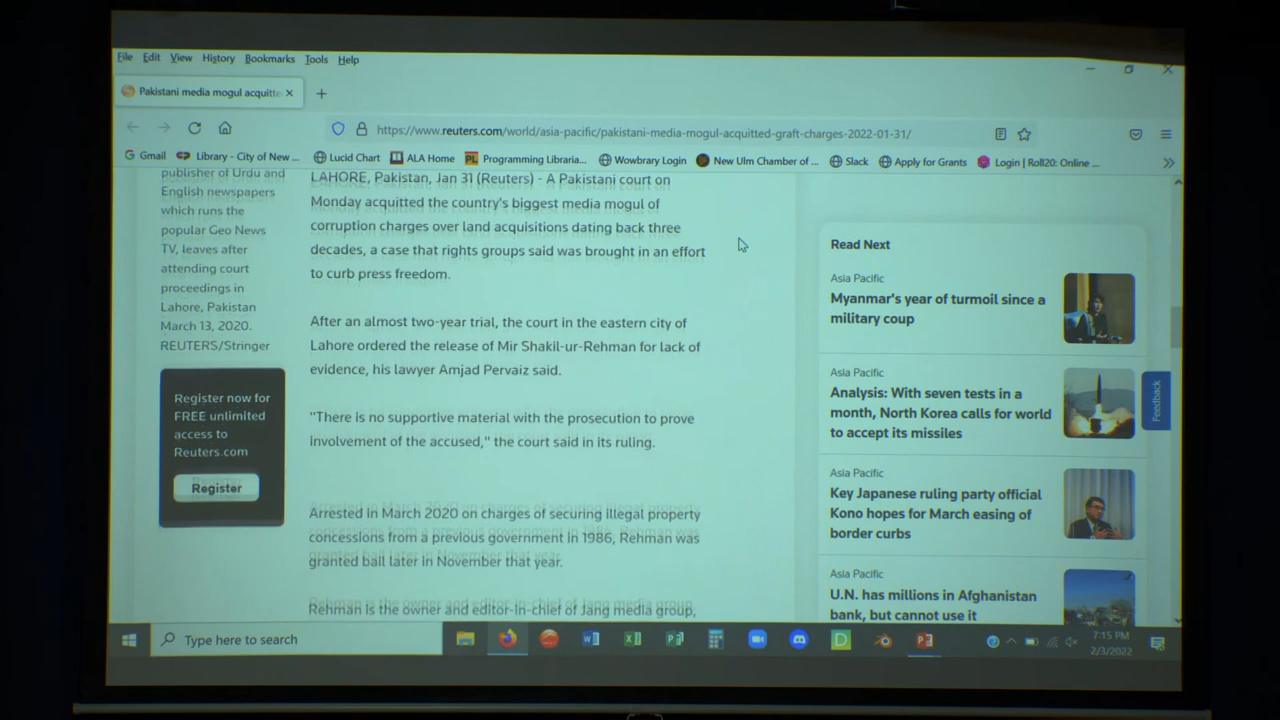 File Edit View History Bookmarks Tools Help
Pakistani media mogul acquitte
https://www.reuters.com/world/asia-pacific/pakistani-media-mogul-acquitted-graft-charges-2022-01-31/
Gmail Library - City of New ... Lucid Chart ALA Home Programming Libraria... Wowbrary Login New Ulm Chamber of ... Slack Apply for Grants Login | Roll20: Online ...
publisher of Urdu and
English newspapers
which runs the
popular Geo News
TV, leaves after
attending court
proceedings in
Lahore, Pakistan
March 13, 2020.
REUTERS/Stringer
Register now for
FREE unlimited
access to
Reuters.com
Register
LAHORE, Pakistan, Jan 31 (Reuters) - A Pakistani court on
Monday acquitted the country's biggest media mogul of
corruption charges over land acquisitions dating back three
decades, a case that rights groups said was brought in an effort
to curb press freedom.
After an almost two-year trial, the court in the eastern city of
Lahore ordered the release of Mir Shakil-ur-Rehman for lack of
evidence, his lawyer Amjad Pervaiz said.
"There is no supportive material with the prosecution to prove
involvement of the accused," the court said in its ruling.
Arrested in March 2020 on charges of securing illegal property
concessions from a previous government in 1986, Rehman was
granted bail later in November that year.
Rehman is the owner and editor-in-chief of Jang media group,
Read Next
Asia Pacific
Myanmar's year of turmoil since a
military coup
Asia Pacific
Analysis: With seven tests in a
month, North Korea calls for world
to accept its missiles
Asia Pacific
Key Japanese ruling party official
Kono hopes for March easing of
border curbs
Asia Pacific
U.N. has millions in Afghanistan
bank, but cannot use it
Feedback
Type here to search
7:15 PM
2/3/2022